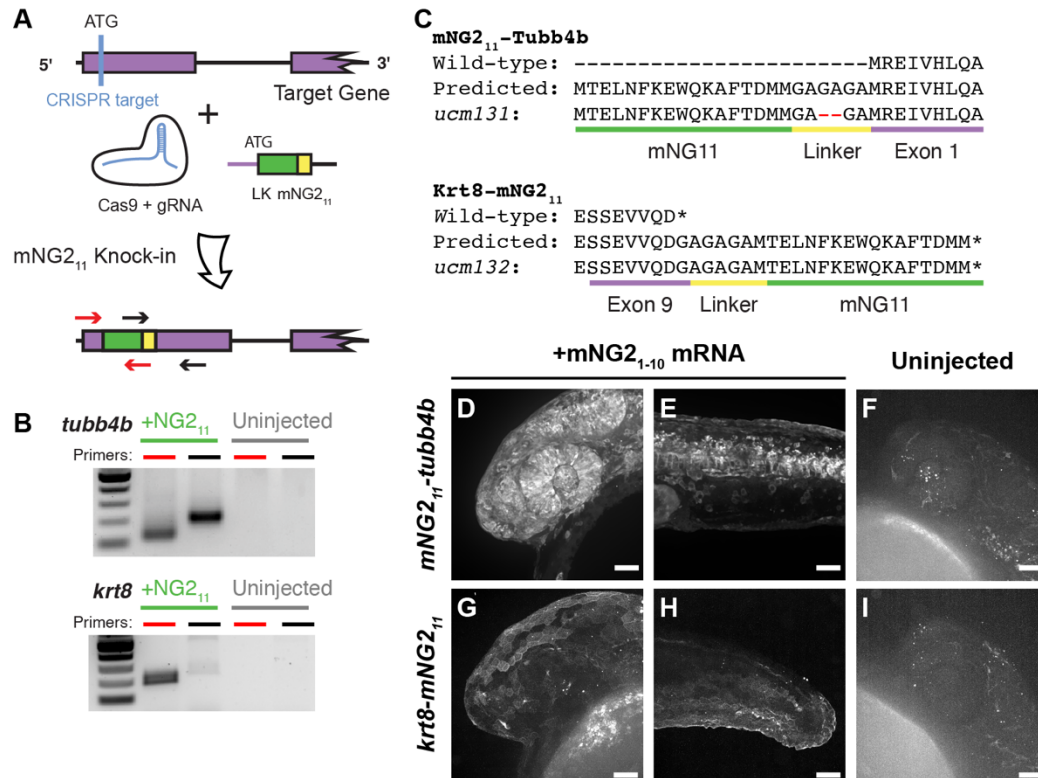 A
ATG
5'
3'
CRISPR target
Target Gene
+
ATG
Cas9 + gRNA
LK mNG2₁₁
mNG2₁₁ Knock-in
B
tubb4b +NG2₁₁ Uninjected
Primers:
krt8 +NG2₁₁ Uninjected
Primers:
C
mNG2₁₁-Tubb4b
Wild-type: -------------------------MREIVHLQA
Predicted: MTELNFKEWQKAFTDMMGAGAGAMREIVHLQA
ucm131: MTELNFKEWQKAFTDMMGA--GAMREIVHLQA
mNG11 Linker Exon 1
Krt8-mNG2₁₁
Wild-type: ESSEVVQD*
Predicted: ESSEVVQDGAGAGAMTELNFKEWQKAFTDMM*
ucm132: ESSEVVQDGAGAGAMTELNFKEWQKAFTDMM*
Exon 9 Linker mNG11
+mNG2₁₋₁₀ mRNA Uninjected
mNG2₁₁-tubb4b
D E F
krt8-mNG2₁₁
G H I